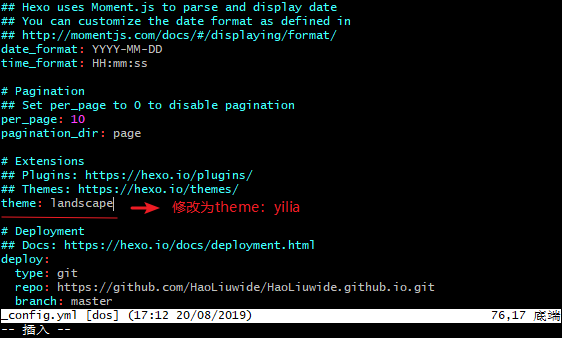 ## Hexo uses Moment.js to parse and display date
## You can customize the date format as defined in
## http://momentjs.com/docs/#/displaying/format/
date_format: YYYY-MM-DD
time_format: HH:mm:ss
# Pagination
## Set per_page to 0 to disable pagination
per_page: 10
pagination_dir: page
# Extensions
## Plugins: https://hexo.io/plugins/
## Themes: https://hexo.io/themes/
theme: landscape 修改为theme：yilia
# Deployment
## Docs: https://hexo.io/docs/deployment.html
deploy:
  type: git
  repo: https://github.com/HaoLiuwide/HaoLiuwide.github.io.git
  branch: master
_config.yml [dos] (17:12 20/08/2019) 76,17 底端
-- 插入 --